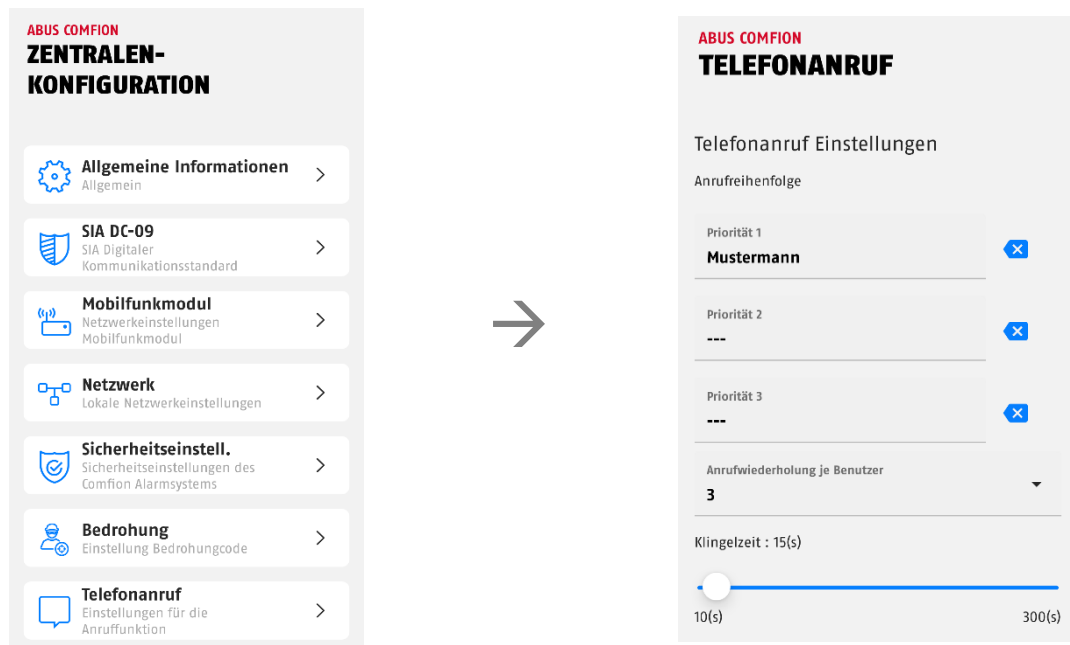 ABUS COMFION
ZENTRALEN-
KONFIGURATION
Allgemeine Informationen
Allgemein
SIA DC-09
SIA Digitaler
Kommunikationsstandard
Mobilfunkmodul
Netzwerkeinstellungen
Mobilfunkmodul
Netzwerk
Lokale Netzwerkeinstellungen
Sicherheitseinstell.
Sicherheitseinstellungen des
Comfion Alarmsystems
Bedrohung
Einstellung Bedrohungcode
Telefonanruf
Einstellungen für die
Anruffunktion
ABUS COMFION
TELEFONANRUF
Telefonanruf Einstellungen
Anrufreihenfolge
Priorität 1
Mustermann
Priorität 2
---
Priorität 3
---
Anrufwiederholung je Benutzer
3
Klingelzeit : 15(s)
10(s) 300(s)